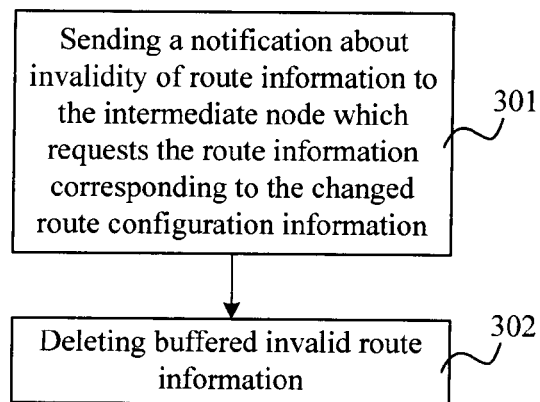 Sending a notification about
invalidity of route information to
the intermediate node which
requests the route information
corresponding to the changed
route configuration information
301
Deleting buffered invalid route
information
302